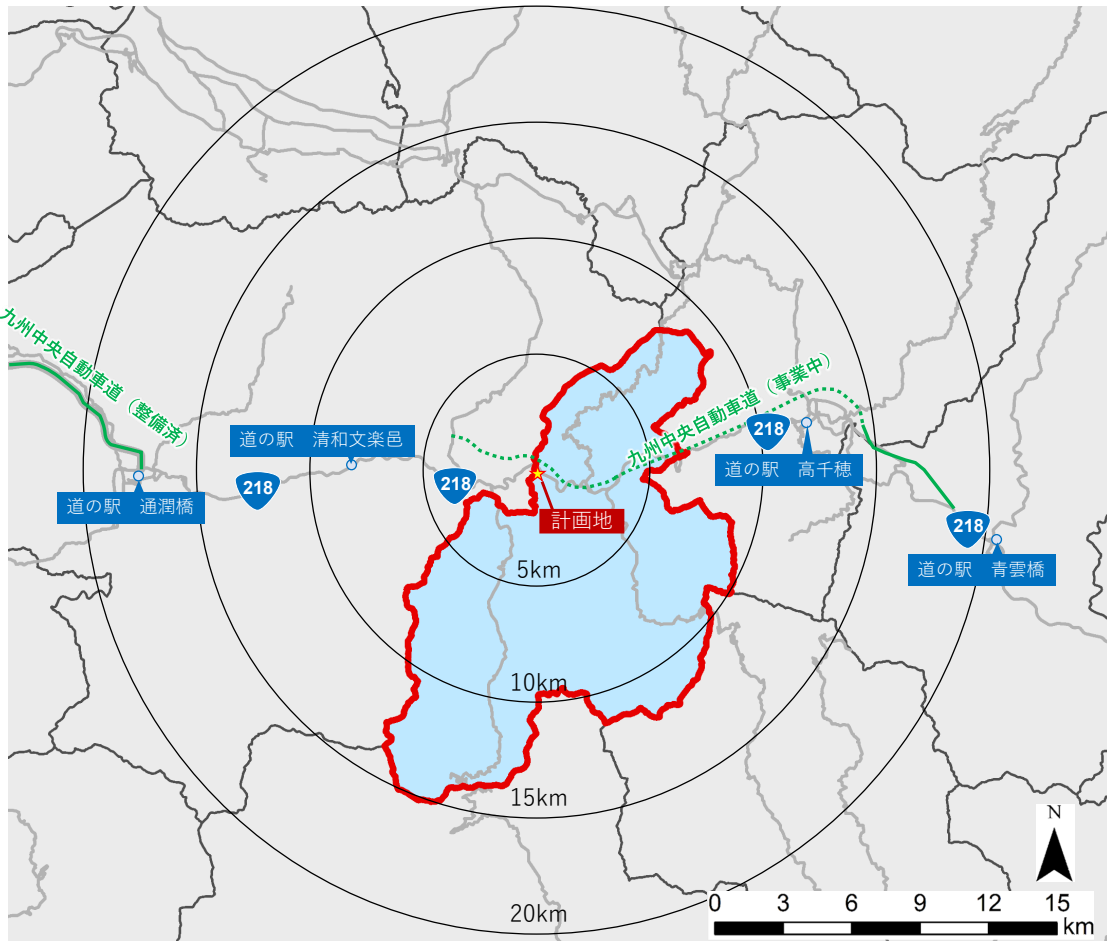 九州中央自動車道（整備済）
九州中央自動車道（事業中）
218
道の駅　高千穂
道の駅　清和文楽邑
218
218
道の駅　通潤橋
計画地
218
道の駅　青雲橋
5km
10km
15km
20km
N
0 3 6 9 12 15
km